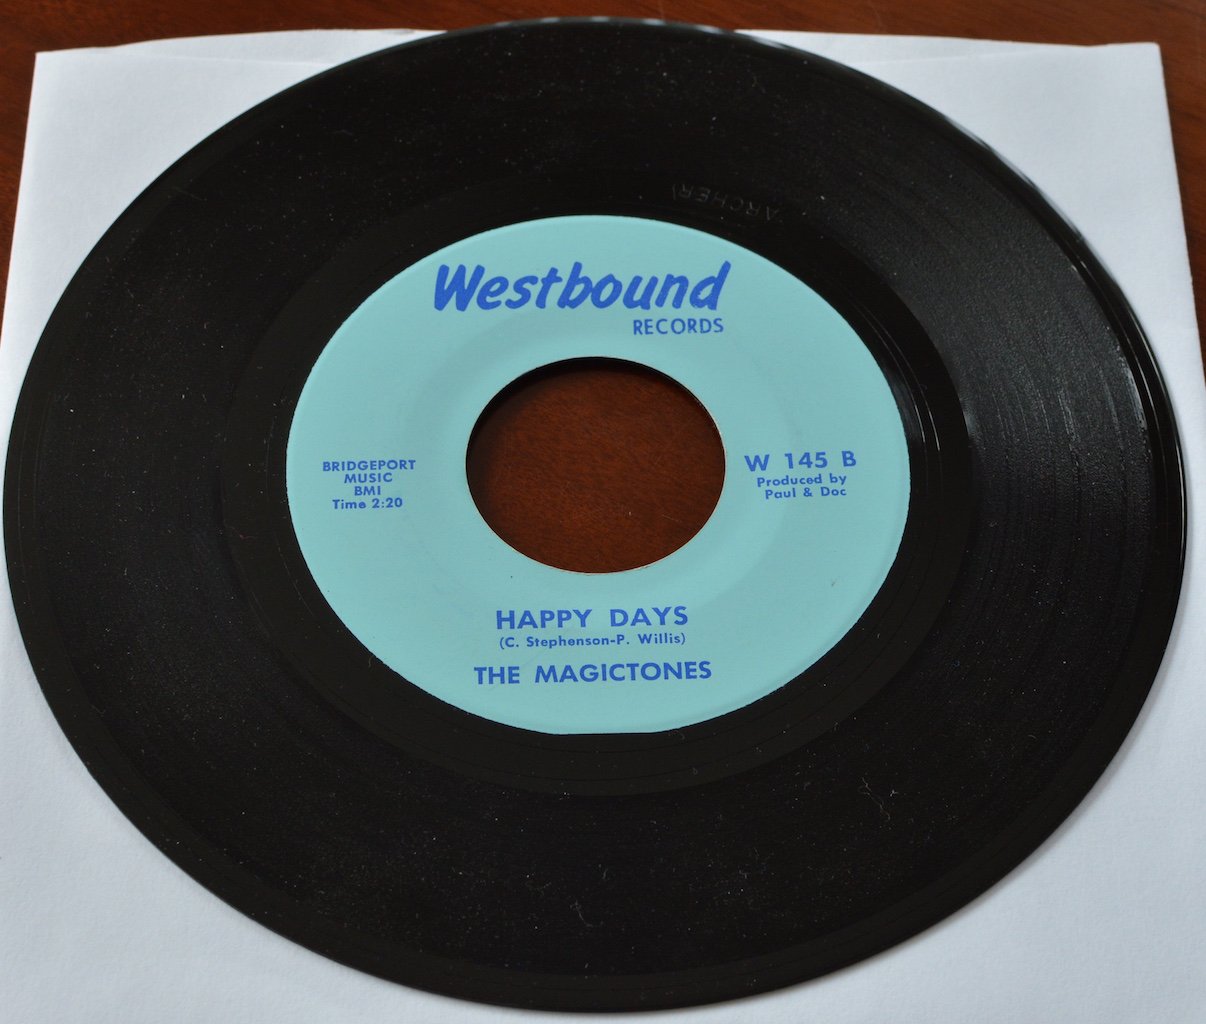 ARCHER)
Westbound
RECORDS
BRIDGEPORT
MUSIC
BMI
Time 2:20
W 145 B
Produced by
Paul & Doc
HAPPY DAYS
(C. Stephenson-P. Willis)
THE MAGICTONES